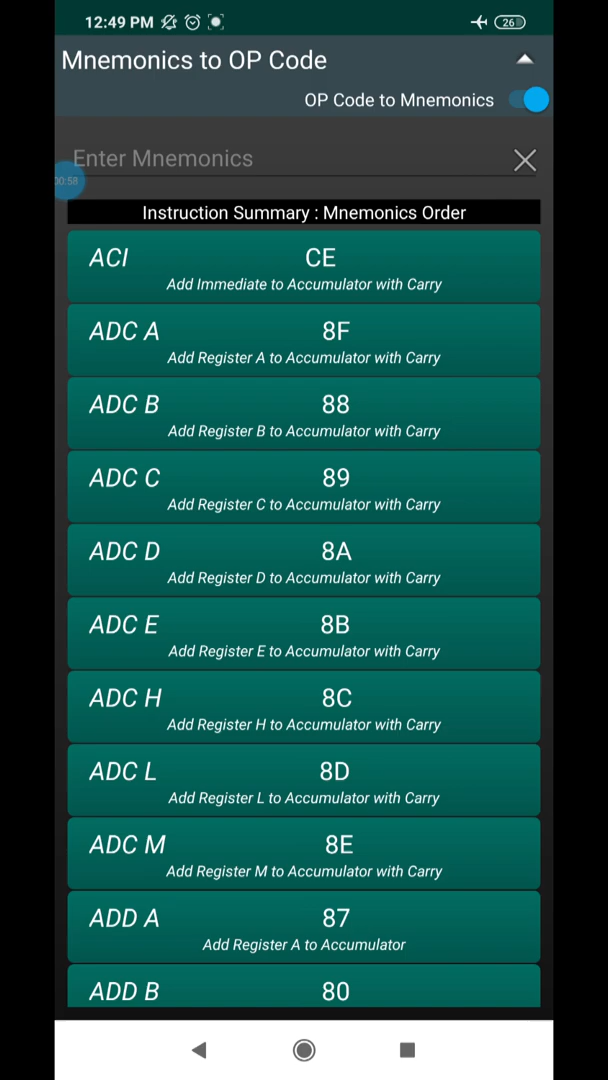 12:49 PM 26
Mnemonics to OP Code
OP Code to Mnemonics
Enter Mnemonics
00:58
Instruction Summary : Mnemonics Order
ACI CE
Add Immediate to Accumulator with Carry
ADC A 8F
Add Register A to Accumulator with Carry
ADC B 88
Add Register B to Accumulator with Carry
ADC C 89
Add Register C to Accumulator with Carry
ADC D 8A
Add Register D to Accumulator with Carry
ADC E 8B
Add Register E to Accumulator with Carry
ADC H 8C
Add Register H to Accumulator with Carry
ADC L 8D
Add Register L to Accumulator with Carry
ADC M 8E
Add Register M to Accumulator with Carry
ADD A 87
Add Register A to Accumulator
ADD B 80